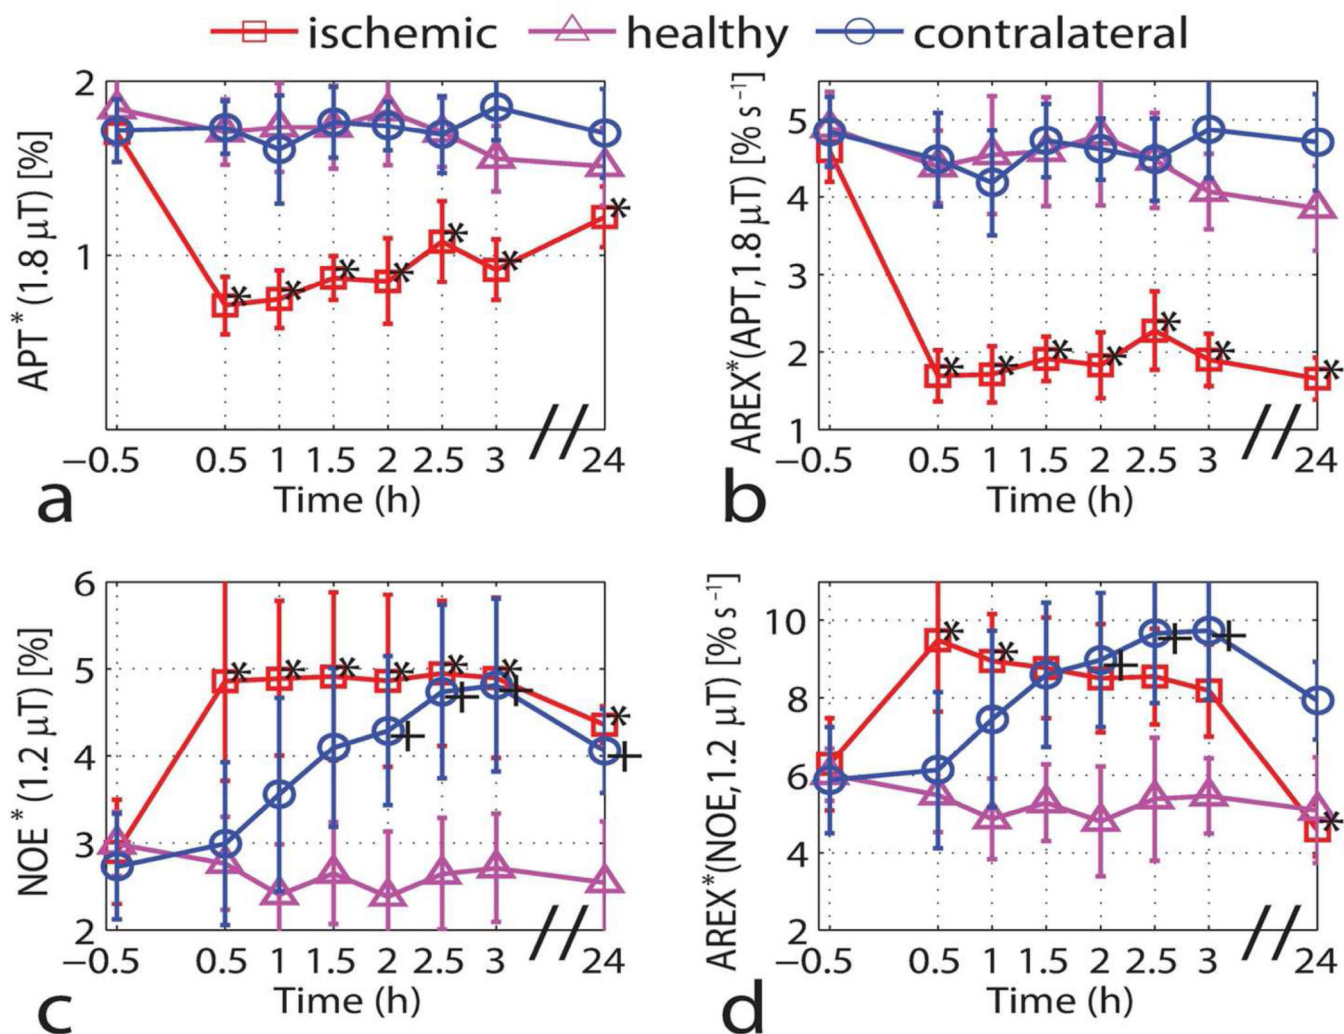 ischemic healthy contralateral
APT* (1.8 μT) [%]
2
1
−0.5 0.5 1 1.5 2 2.5 3 24
Time (h)
a
AREX*(APT,1.8 μT) [% s⁻¹]
5
4
3
2
1
−0.5 0.5 1 1.5 2 2.5 3 24
Time (h)
b
NOE* (1.2 μT) [%]
6
5
4
3
2
−0.5 0.5 1 1.5 2 2.5 3 24
Time (h)
c
AREX*(NOE,1.2 μT) [% s⁻¹]
10
8
6
4
2
−0.5 0.5 1 1.5 2 2.5 3 24
Time (h)
d